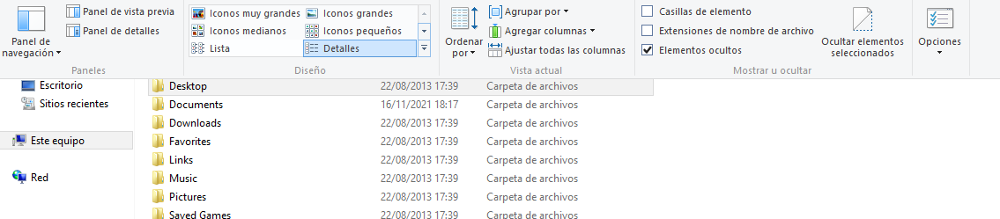 Panel de navegación
Panel de vista previa
Panel de detalles
Paneles
Iconos muy grandes
Iconos grandes
Iconos medianos
Iconos pequeños
Lista
Detalles
Diseño
Ordenar por
Agrupar por
Agregar columnas
Ajustar todas las columnas
Vista actual
Casillas de elemento
Extensiones de nombre de archivo
Elementos ocultos
Ocultar elementos seleccionados
Mostrar u ocultar
Opciones
Escritorio
Sitios recientes
Este equipo
Red
Desktop 22/08/2013 17:39 Carpeta de archivos
Documents 16/11/2021 18:17 Carpeta de archivos
Downloads 22/08/2013 17:39 Carpeta de archivos
Favorites 22/08/2013 17:39 Carpeta de archivos
Links 22/08/2013 17:39 Carpeta de archivos
Music 22/08/2013 17:39 Carpeta de archivos
Pictures 22/08/2013 17:39 Carpeta de archivos
Saved Games 22/08/2013 17:39 Carpeta de archivos